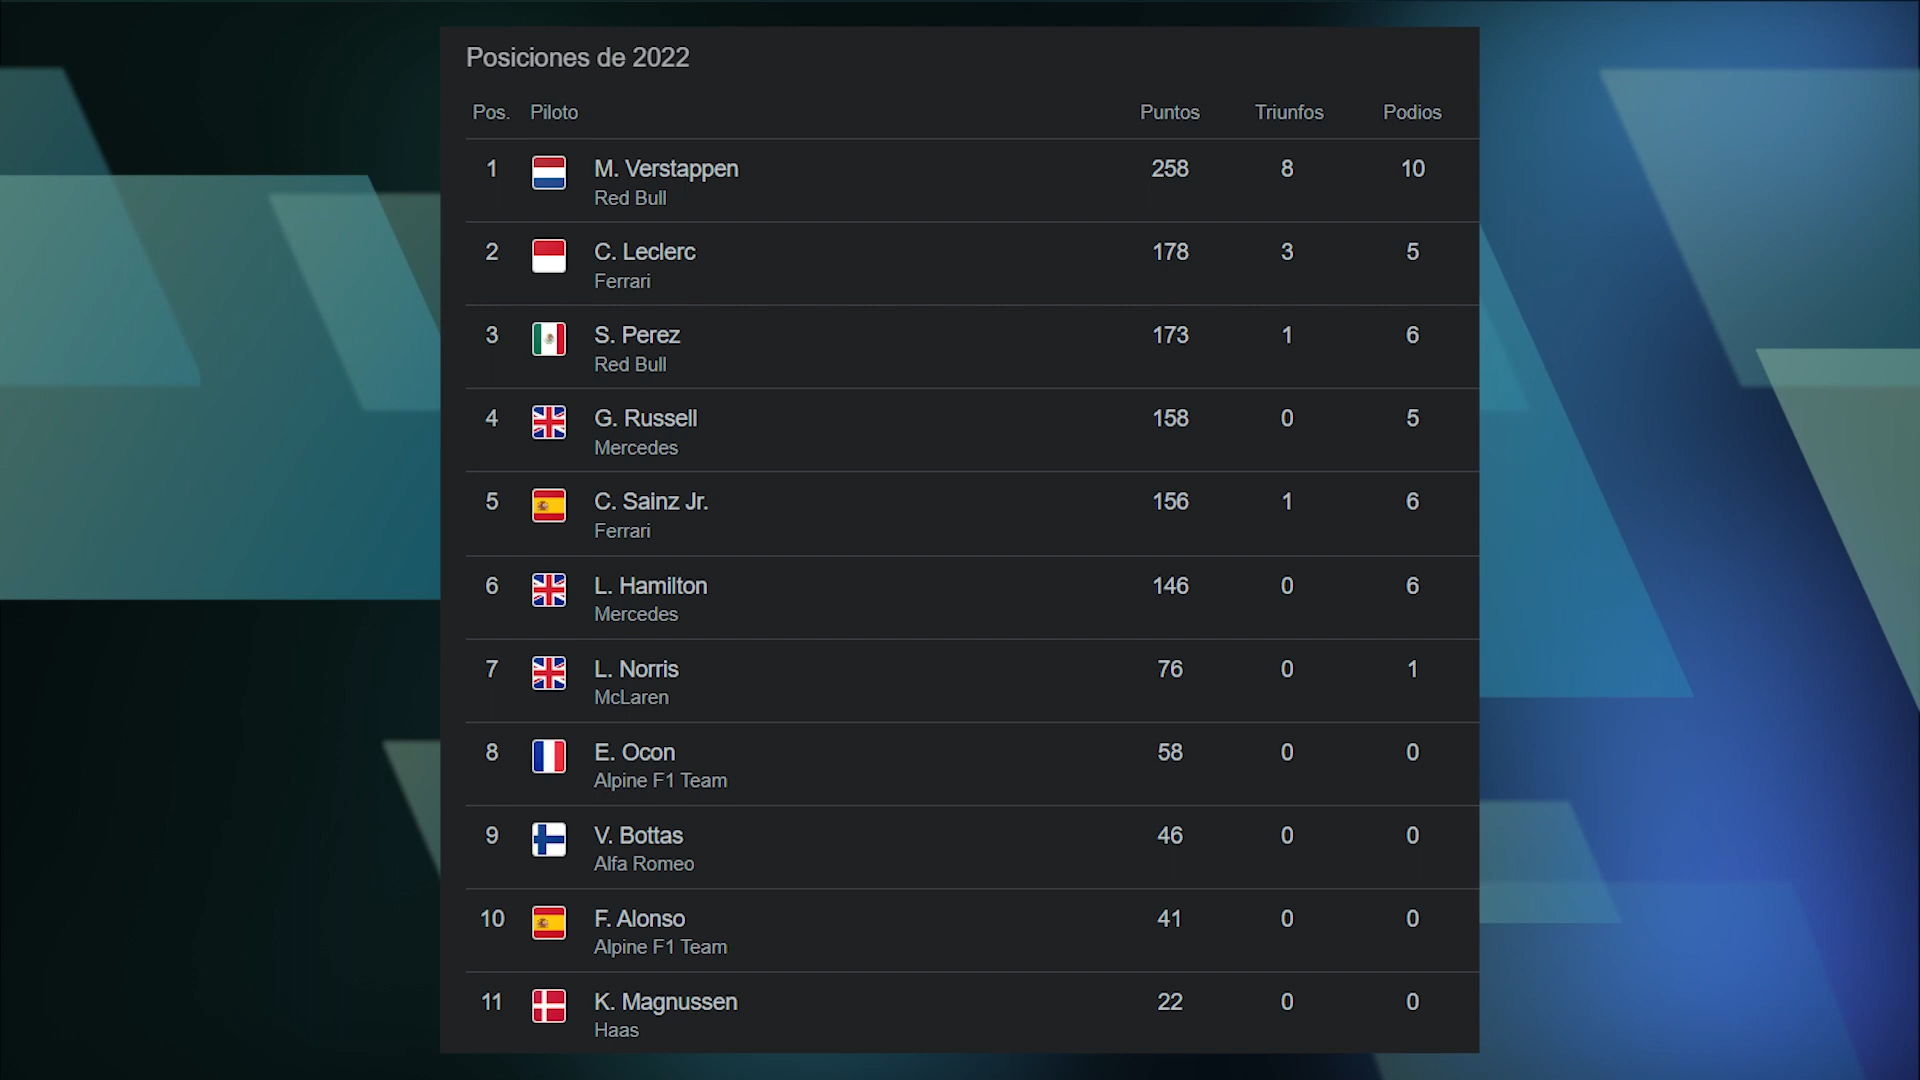 Posiciones de 2022
Pos. Piloto Puntos Triunfos Podios
1 M. Verstappen 258 8 10
Red Bull
2 C. Leclerc 178 3 5
Ferrari
3 S. Perez 173 1 6
Red Bull
4 G. Russell 158 0 5
Mercedes
5 C. Sainz Jr. 156 1 6
Ferrari
6 L. Hamilton 146 0 6
Mercedes
7 L. Norris 76 0 1
McLaren
8 E. Ocon 58 0 0
Alpine F1 Team
9 V. Bottas 46 0 0
Alfa Romeo
10 F. Alonso 41 0 0
Alpine F1 Team
11 K. Magnussen 22 0 0
Haas